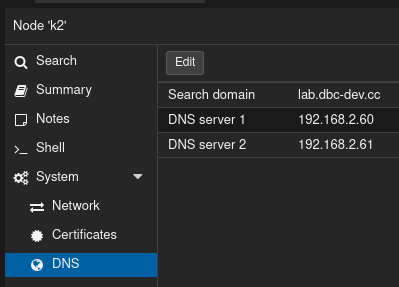 Node 'k2'
Search
Summary
Notes
Shell
System
Network
Certificates
DNS
Edit
Search domain lab.dbc-dev.cc
DNS server 1 192.168.2.60
DNS server 2 192.168.2.61